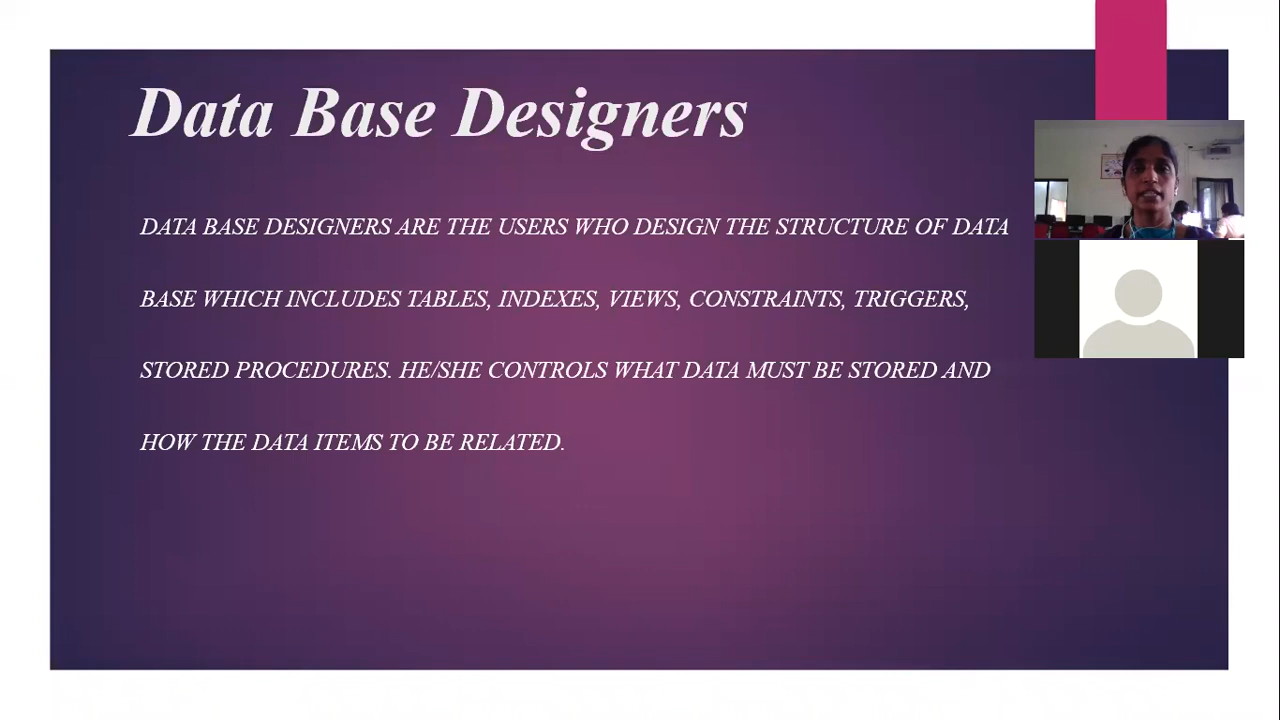 Data Base Designers
DATA BASE DESIGNERS ARE THE USERS WHO DESIGN THE STRUCTURE OF DATA
BASE WHICH INCLUDES TABLES, INDEXES, VIEWS, CONSTRAINTS, TRIGGERS,
STORED PROCEDURES. HE/SHE CONTROLS WHAT DATA MUST BE STORED AND
HOW THE DATA ITEMS TO BE RELATED.